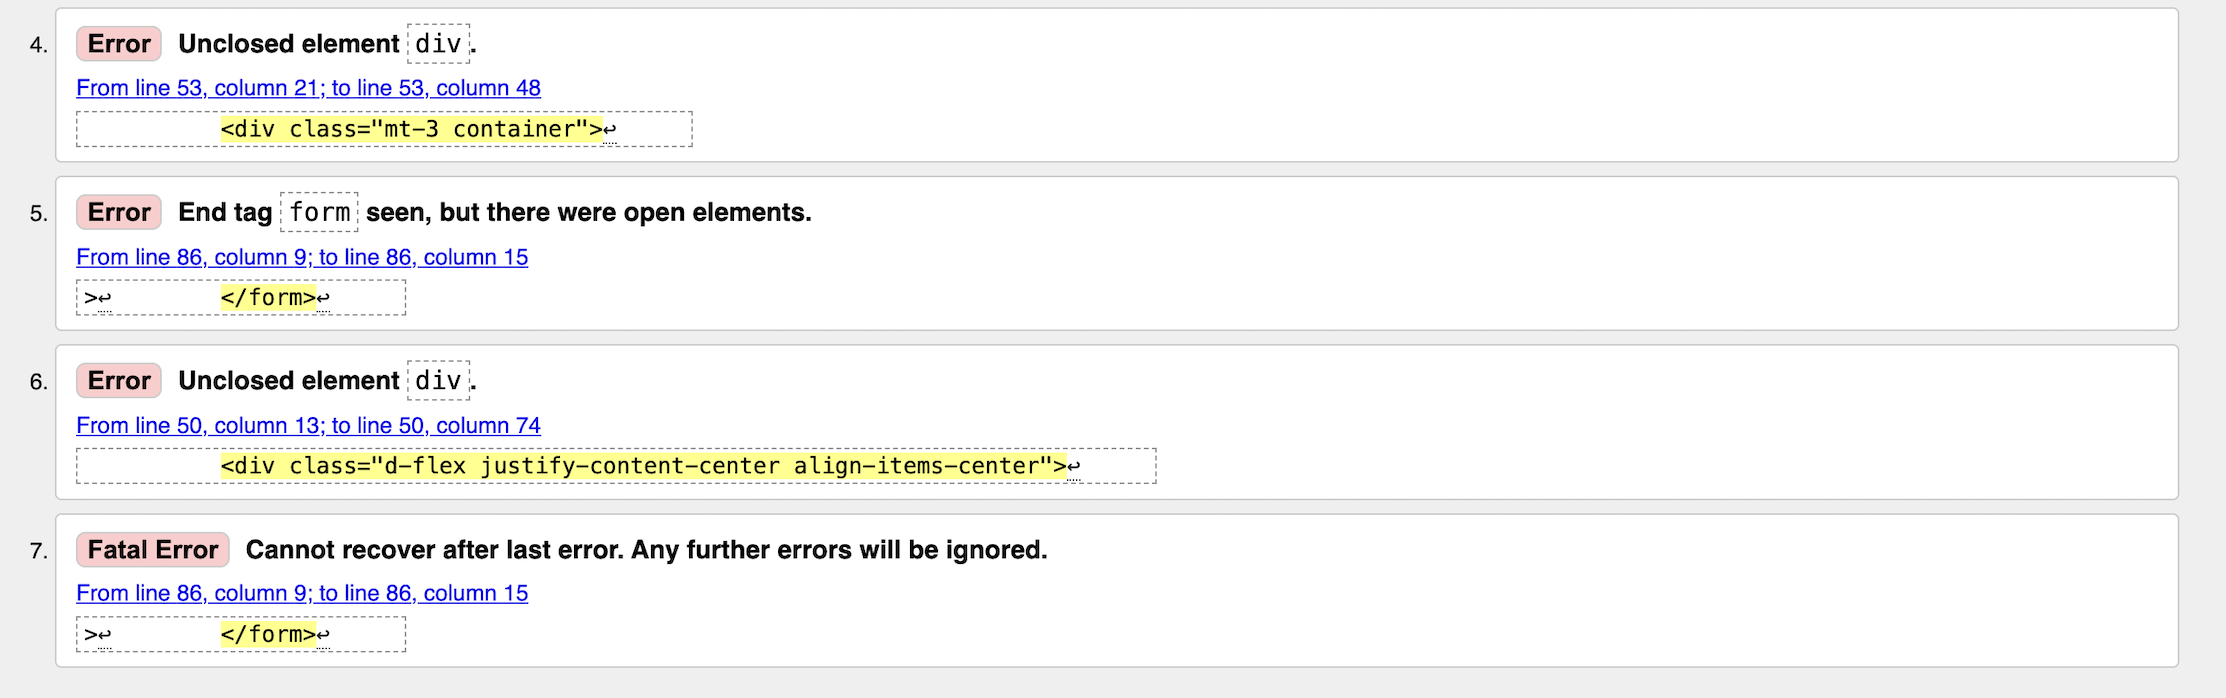 4. Error Unclosed element div.
From line 53, column 21; to line 53, column 48
<div class="mt-3 container">↩
5. Error End tag form seen, but there were open elements.
From line 86, column 9; to line 86, column 15
>↩ </form>↩
6. Error Unclosed element div.
From line 50, column 13; to line 50, column 74
<div class="d-flex justify-content-center align-items-center">↩
7. Fatal Error Cannot recover after last error. Any further errors will be ignored.
From line 86, column 9; to line 86, column 15
>↩ </form>↩